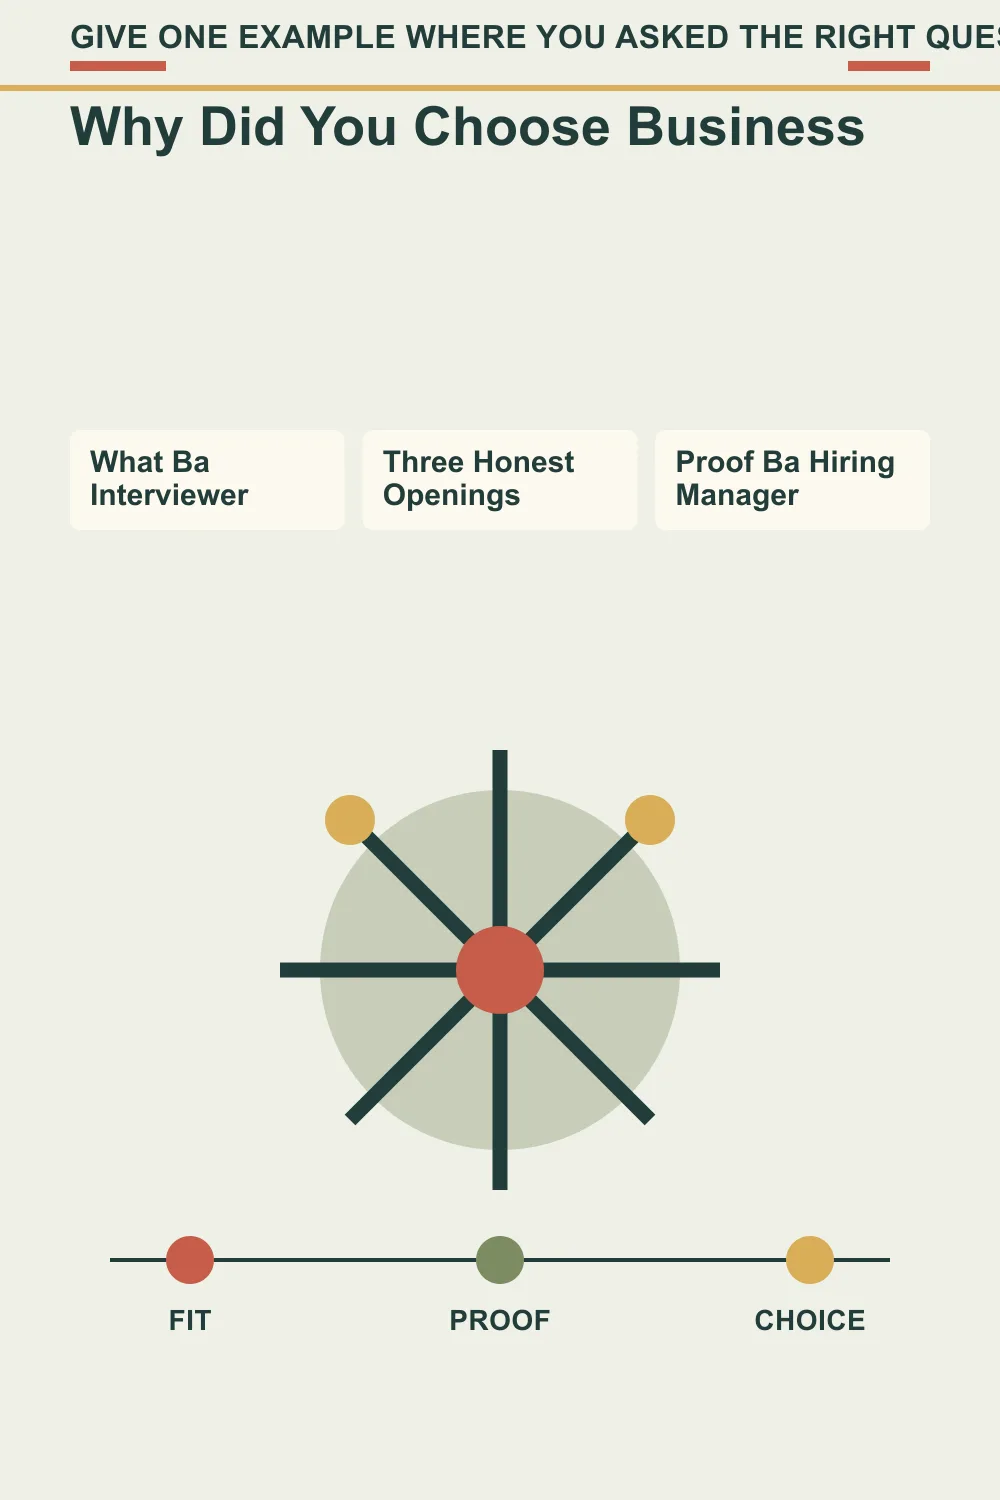 GIVE ONE EXAMPLE WHERE YOU ASKED THE RIGHT QUES
Why Did You Choose Business
What Ba
Interviewer
Three Honest
Openings
Proof Ba Hiring
Manager
FIT
PROOF
CHOICE